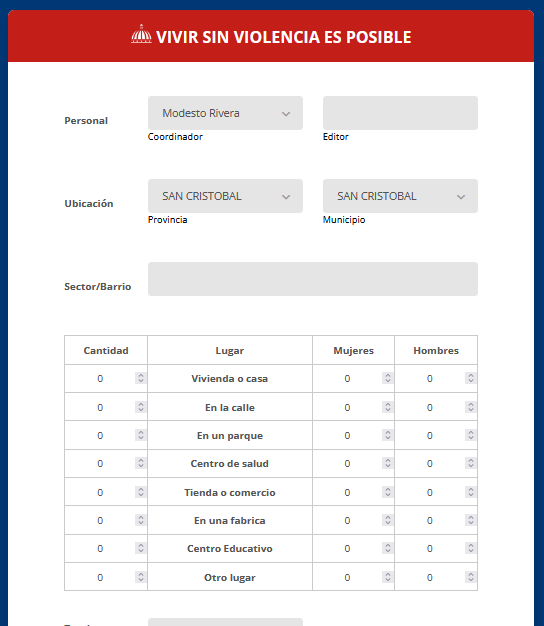 VIVIR SIN VIOLENCIA ES POSIBLE
Personal
Modesto Rivera
Coordinador
Editor
Ubicación
SAN CRISTOBAL
SAN CRISTOBAL
Provincia
Municipio
Sector/Barrio
Cantidad Lugar Mujeres Hombres
0 Vivienda o casa 0 0
0 En la calle 0 0
0 En un parque 0 0
0 Centro de salud 0 0
0 Tienda o comercio 0 0
0 En una fabrica 0 0
0 Centro Educativo 0 0
0 Otro lugar 0 0